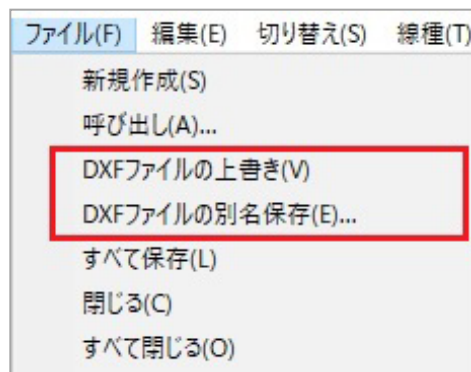 ファイル(F) 編集(E) 切り替え(S) 線種(T)
新規作成(S)
呼び出し(A)...
DXFファイルの上書き(V)
DXFファイルの別名保存(E)...
すべて保存(L)
閉じる(C)
すべて閉じる(O)